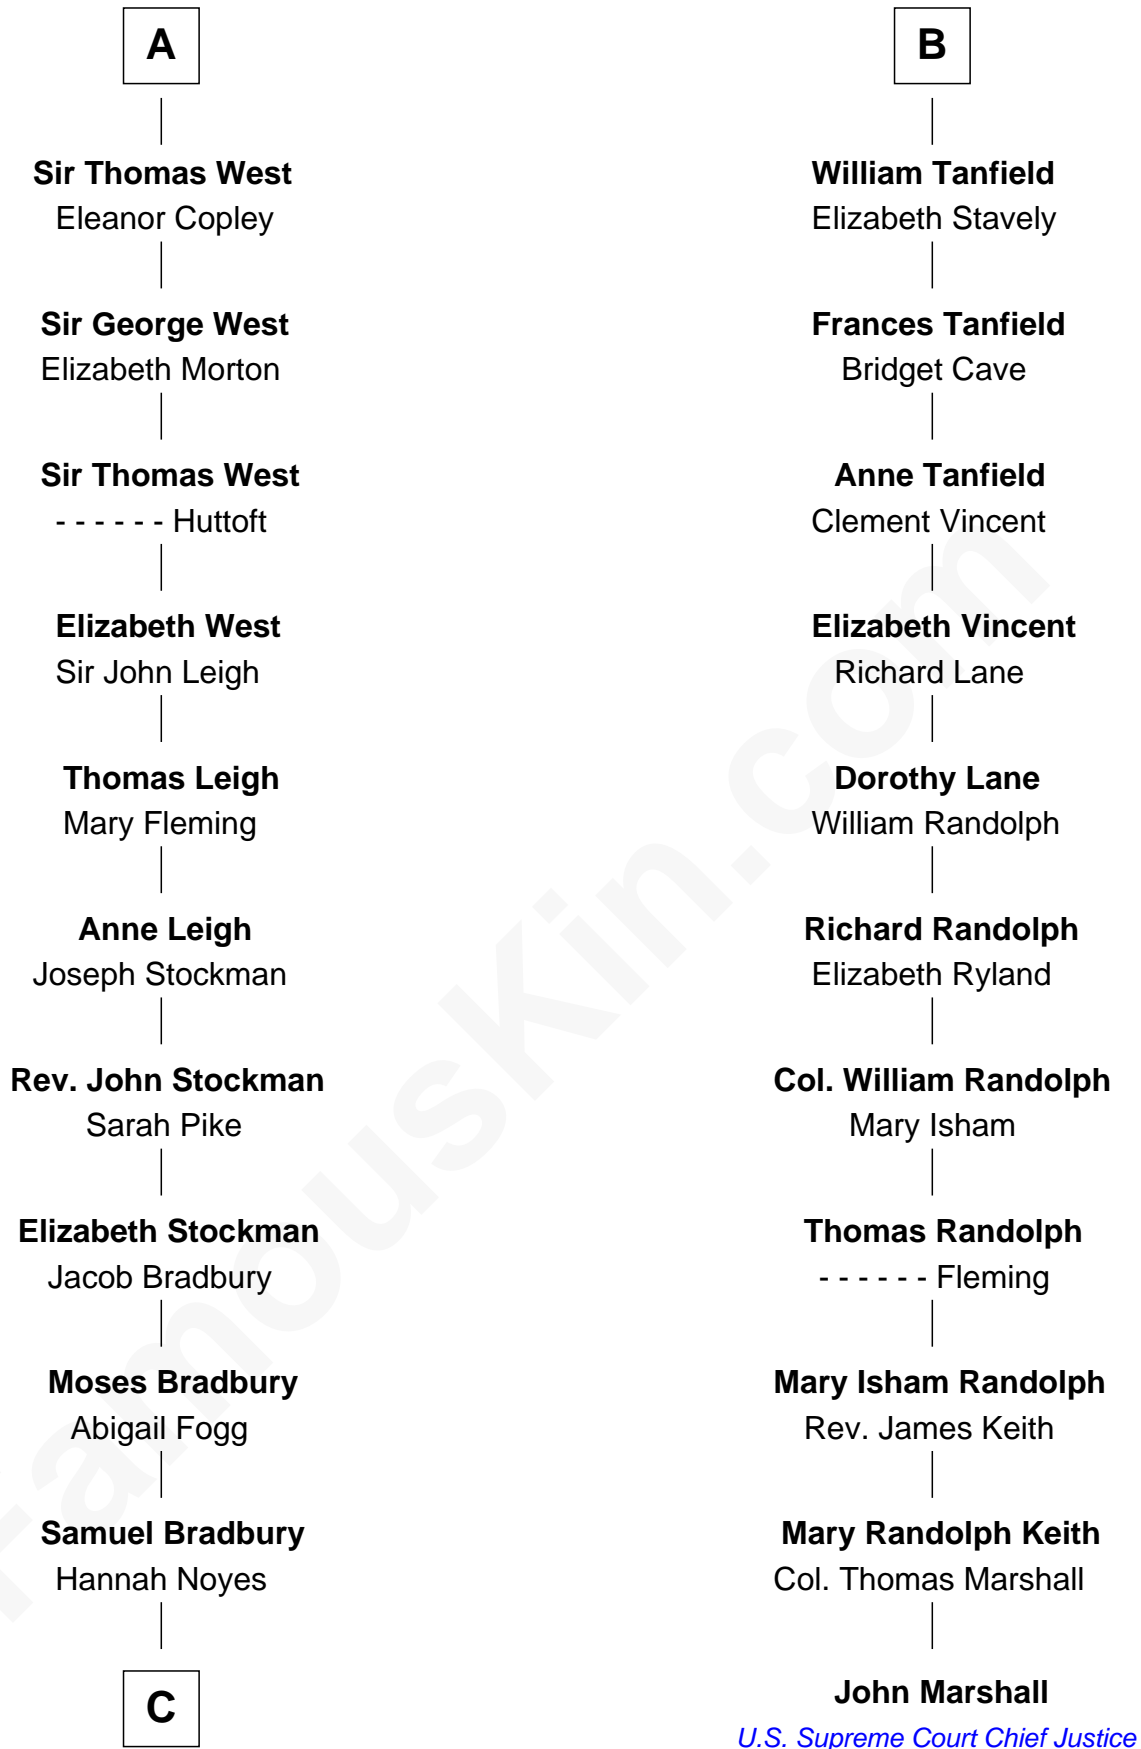 A
Sir Thomas West
Eleanor Copley
Sir George West
Elizabeth Morton
Sir Thomas West
- - - - - - Huttoft
Elizabeth West
Sir John Leigh
Thomas Leigh
Mary Fleming
Anne Leigh
Joseph Stockman
Rev. John Stockman
Sarah Pike
Elizabeth Stockman
Jacob Bradbury
Moses Bradbury
Abigail Fogg
Samuel Bradbury
Hannah Noyes
C
B
William Tanfield
Elizabeth Stavely
Frances Tanfield
Bridget Cave
Anne Tanfield
Clement Vincent
Elizabeth Vincent
Richard Lane
Dorothy Lane
William Randolph
Richard Randolph
Elizabeth Ryland
Col. William Randolph
Mary Isham
Thomas Randolph
- - - - - - Fleming
Mary Isham Randolph
Rev. James Keith
Mary Randolph Keith
Col. Thomas Marshall
John Marshall
U.S. Supreme Court Chief Justice
FamousKin.com